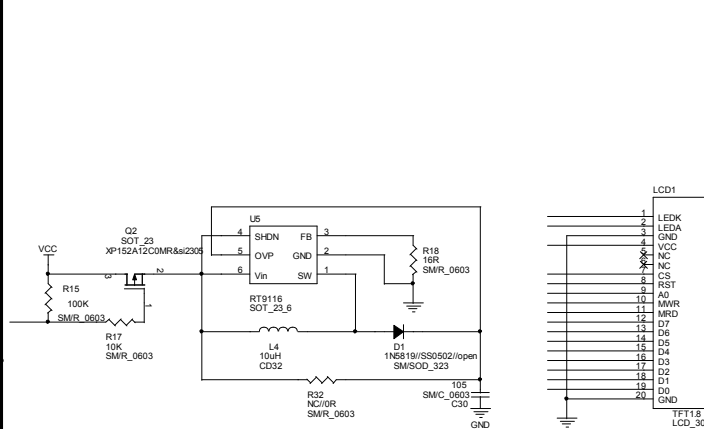 VCC
R15
100K
SM/R_0603
R17
10K
SM/R_0603
Q2
SOT_23
XP152A12C0MR&si2305
3
2
1
U5
4 SHDN FB 3
5 OVP GND 2
6 Vin SW 1
RT9116
SOT_23_6
R18
16R
SM/R_0603
L4
10uH
CD32
D1
1N5819//SS0502//open
SM/SOD_323
R32
NC//0R
SM/R_0603
105
SM/C_0603
C30
GND
LCD1
1 LEDK
2 LEDA
3 GND
4 VCC
5 NC
NC
7 CS
8 RST
9 A0
10 MWR
11 MRD
12 D7
13 D6
14 D5
15 D4
16 D3
17 D2
18 D1
19 D0
20 GND
TFT1.8
LCD_30